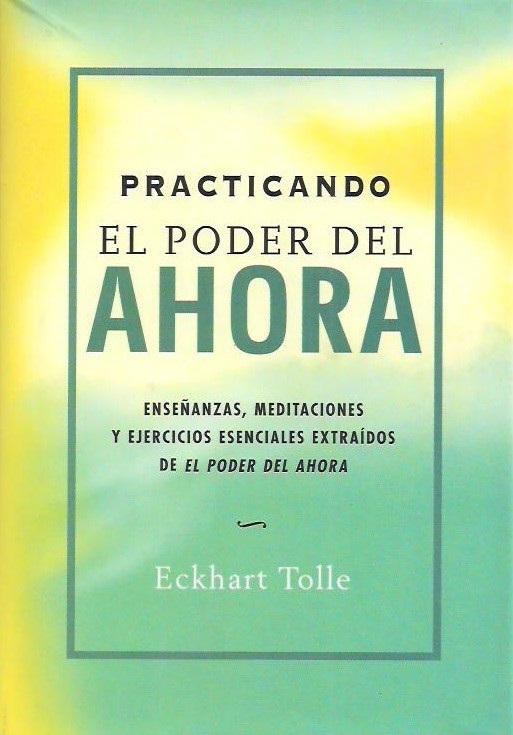 PRACTICANDO
EL PODER DEL
AHORA
ENSEÑANZAS, MEDITACIONES
Y EJERCICIOS ESENCIALES EXTRAÍDOS
DE EL PODER DEL AHORA
Eckhart Tolle